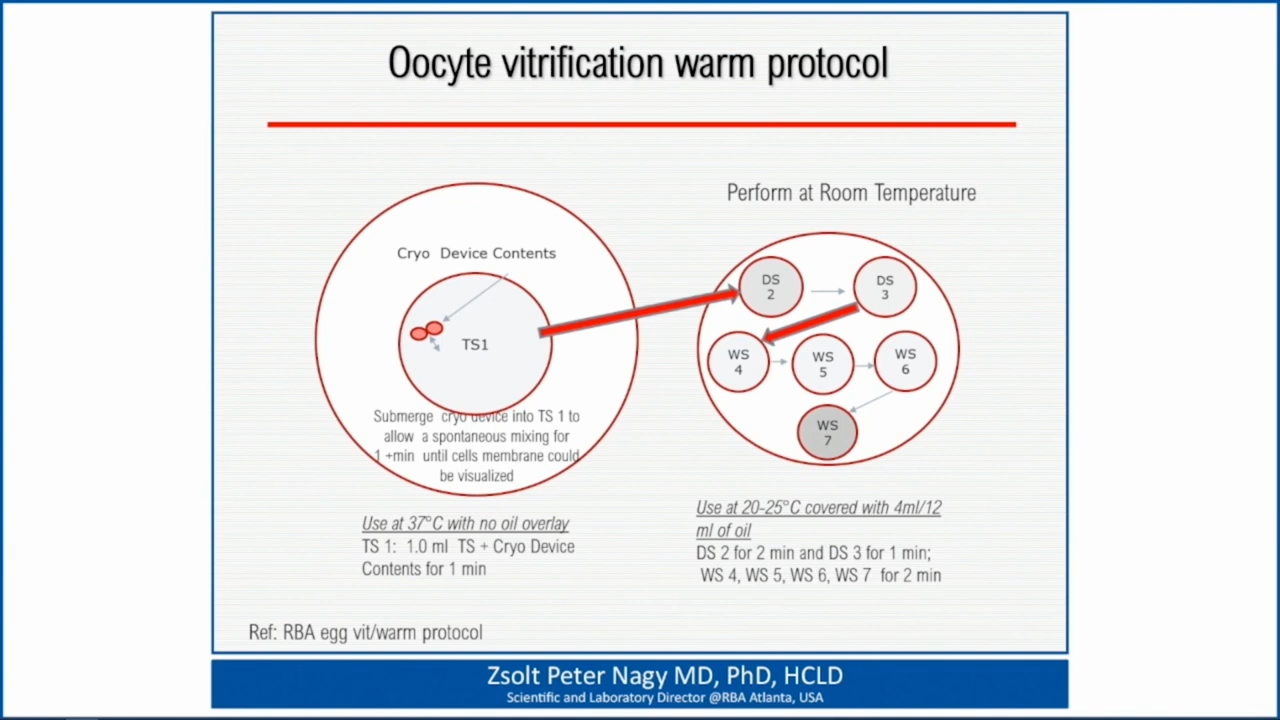 Oocyte vitrification warm protocol
Perform at Room Temperature
Cryo Device Contents
TS1
Submerge cryo device into TS 1 to
allow a spontaneous mixing for
1 +min until cells membrane could
be visualized
DS
2
DS
3
WS
4
WS
5
WS
6
WS
7
Use at 37°C with no oil overlay
TS 1: 1.0 ml TS + Cryo Device
Contents for 1 min
Use at 20-25°C covered with 4ml/12
ml of oil
DS 2 for 2 min and DS 3 for 1 min;
WS 4, WS 5, WS 6, WS 7 for 2 min
Ref: RBA egg vit/warm protocol
Zsolt Peter Nagy MD, PhD, HCLD
Scientific and Laboratory Director @RBA Atlanta, USA